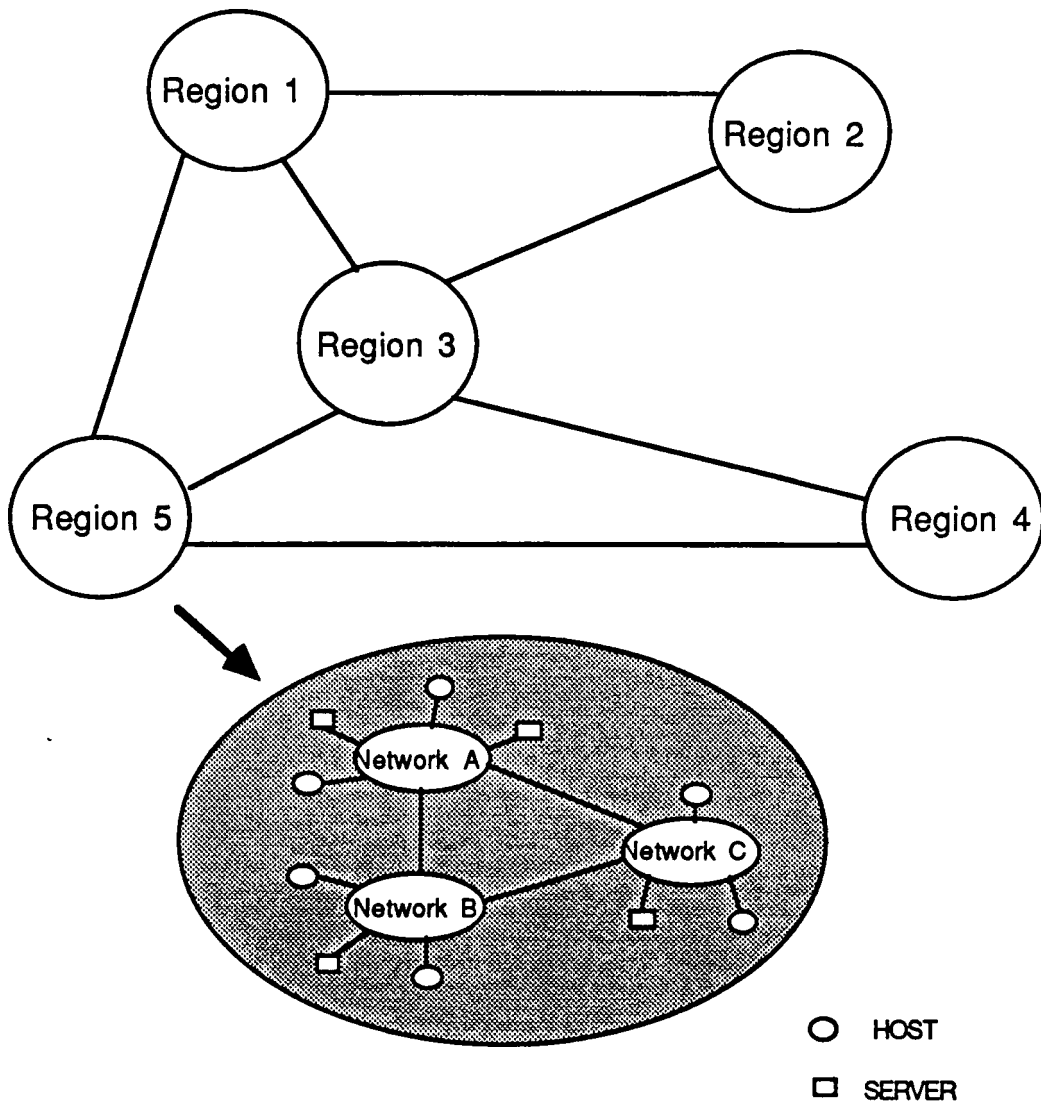 Region 1
Region 2
Region 3
Region 5
Region 4
Network A
Network C
Network B
HOST
SERVER